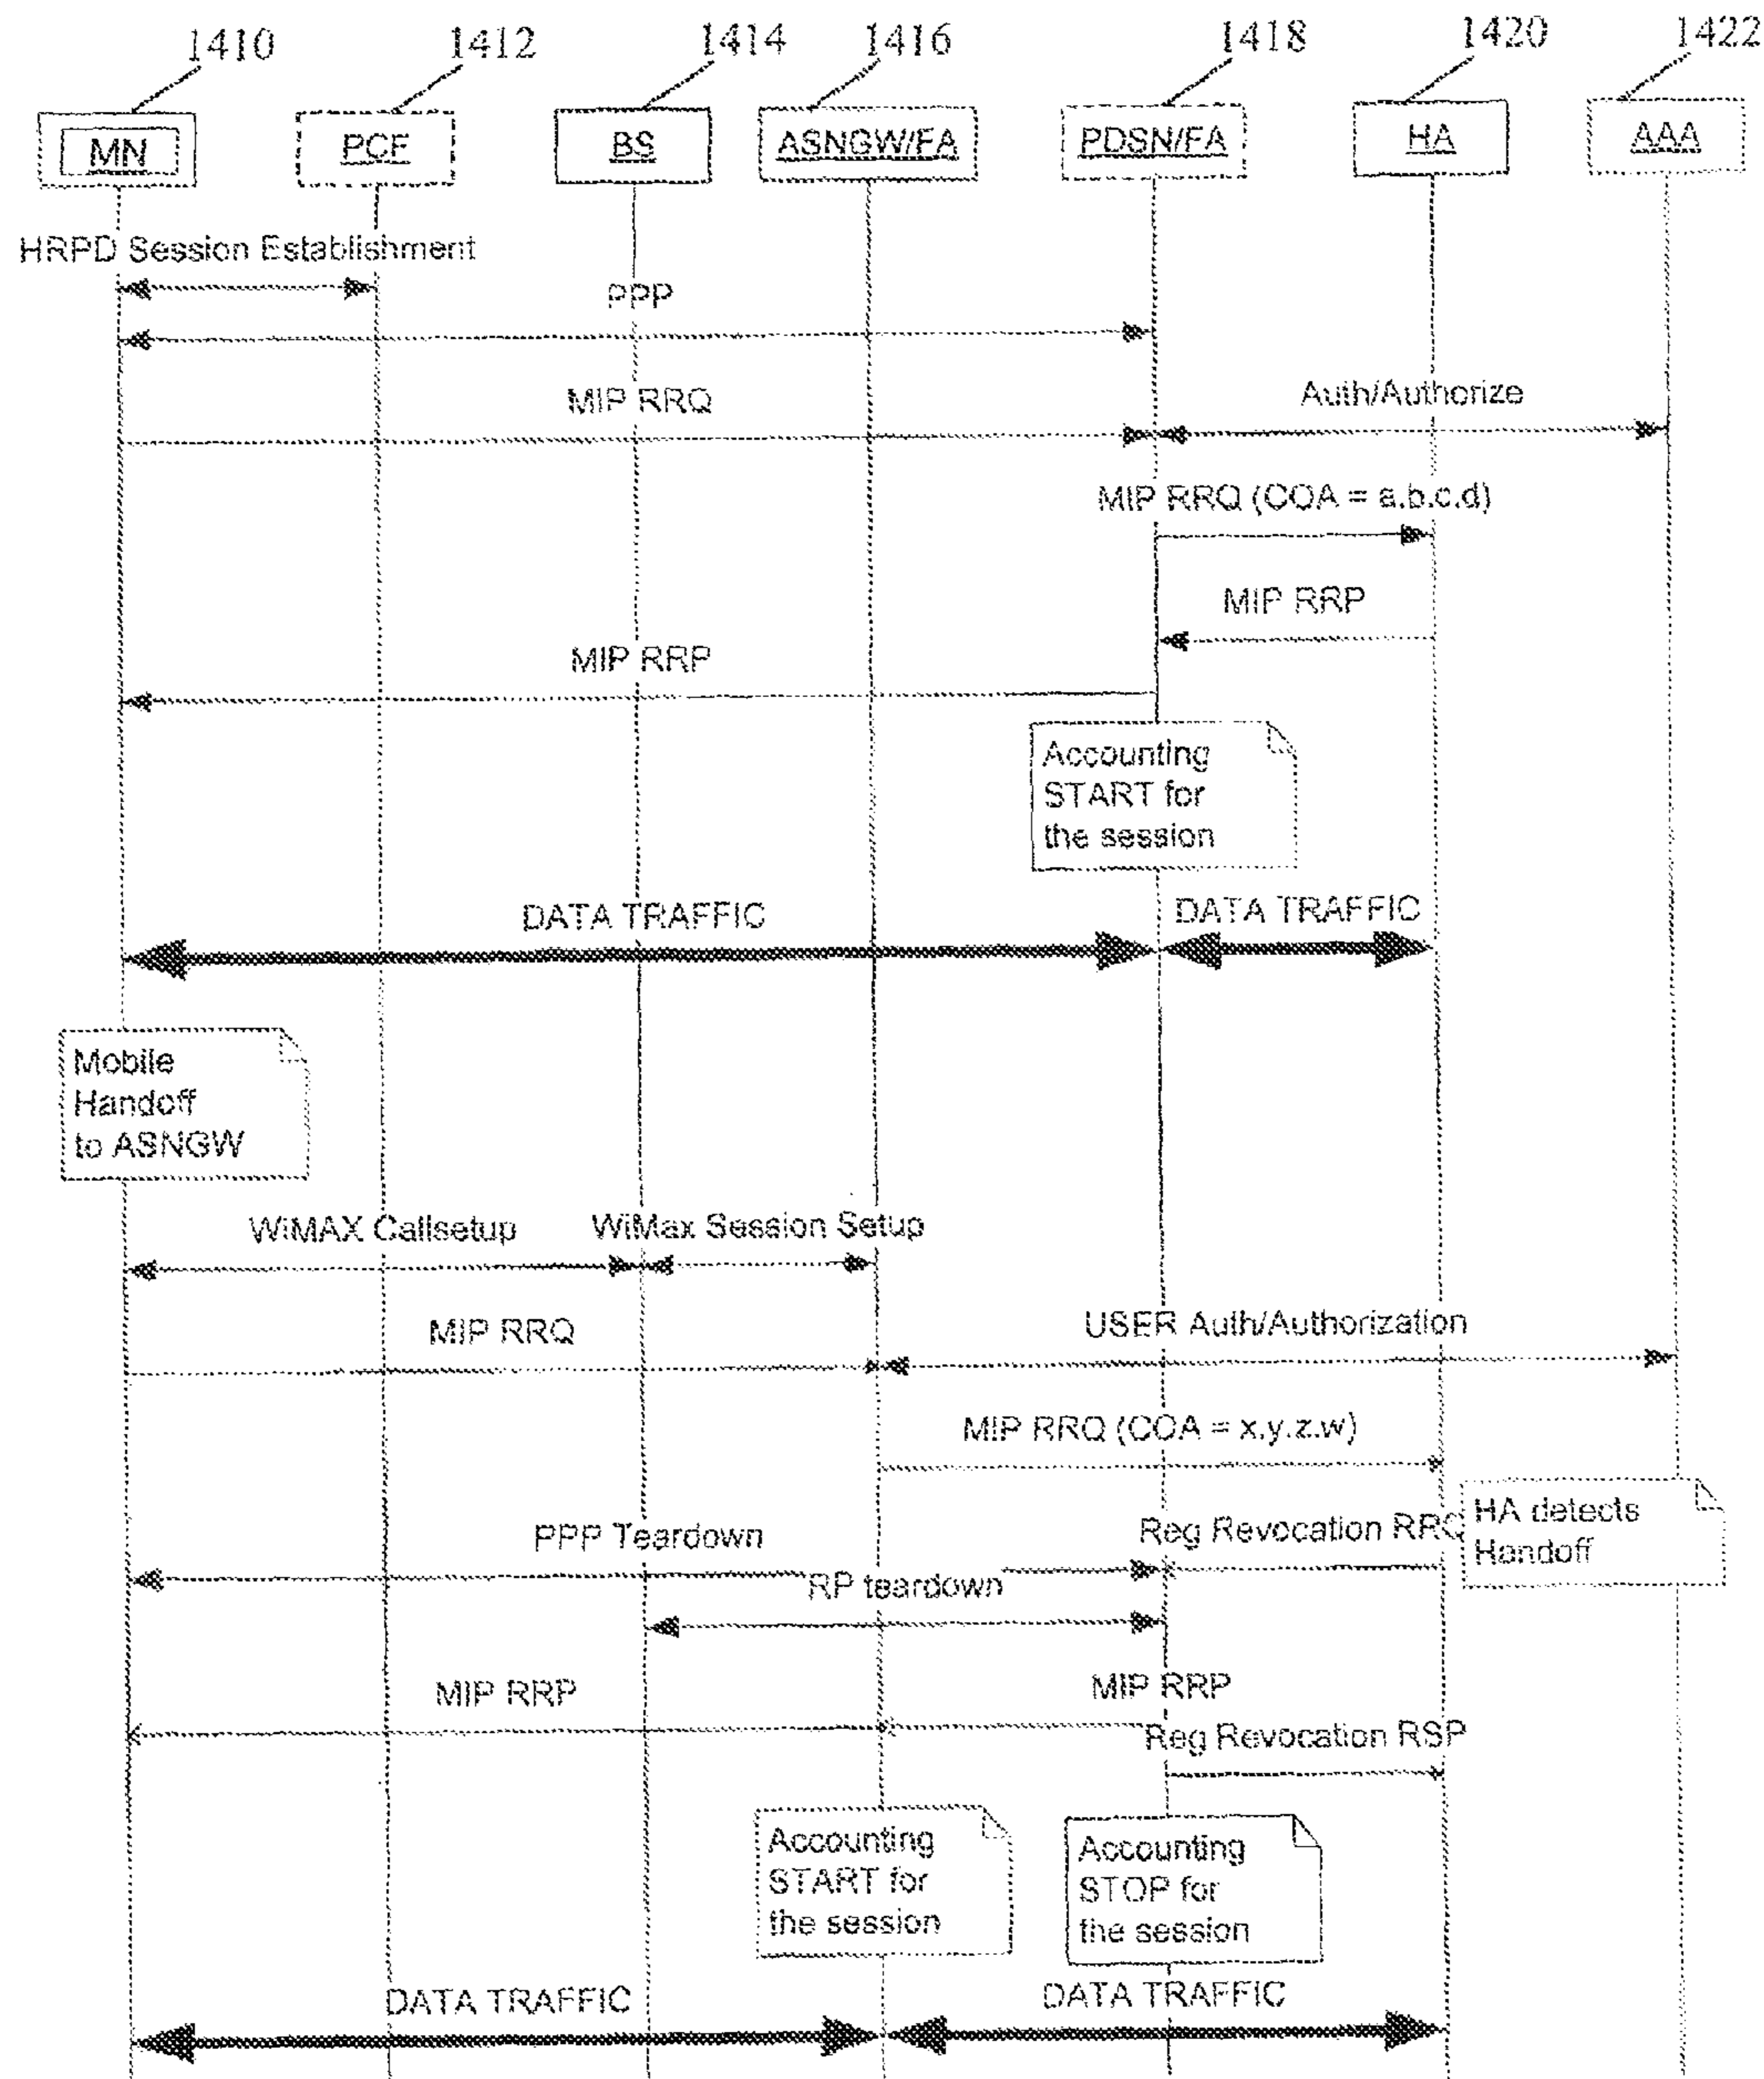 1410 1412 1414 1416 1418 1420 1422
MN PCF BS ASNGW/FA PDSN/FA HA AAA
HRPD Session Establishment
PPP
MIP RRQ
Auth/Authorize
MIP RRQ (COA = a.b.c.d)
MIP RRP
MIP RRP
Accounting
START for
the session
DATA TRAFFIC
DATA TRAFFIC
Mobile
Handoff
to ASNGW
WiMAX Callsetup
WiMax Session Setup
MIP RRQ
USER Auth/Authorization
MIP RRQ (COA = x.y.z.w)
PPP Teardown
Reg Revocation RRQ
HA detects
Handoff
RP teardown
MIP RRP
MIP RRP
Reg Revocation RSP
Accounting
START for
the session
Accounting
STOP for
the session
DATA TRAFFIC
DATA TRAFFIC